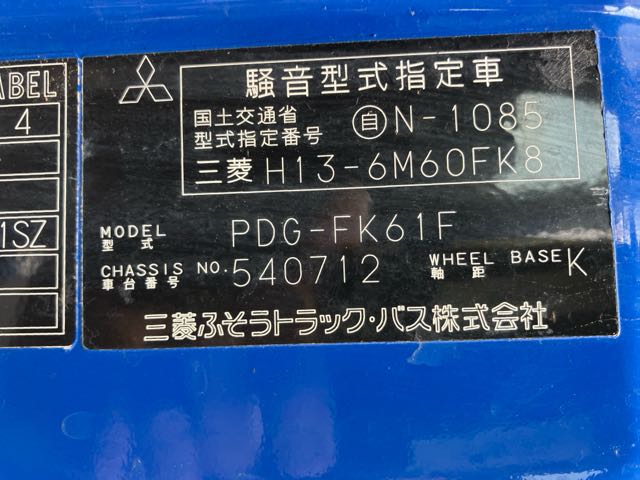 ABEL
4
1SZ
騒音型式指定車
国土交通省
型式指定番号 自N-1085
三菱 H13-6M60FK8
MODEL
型式 PDG-FK61F
CHASSIS NO.
車台番号 540712
WHEEL BASE
軸距 K
三菱ふそうトラック・バス株式会社